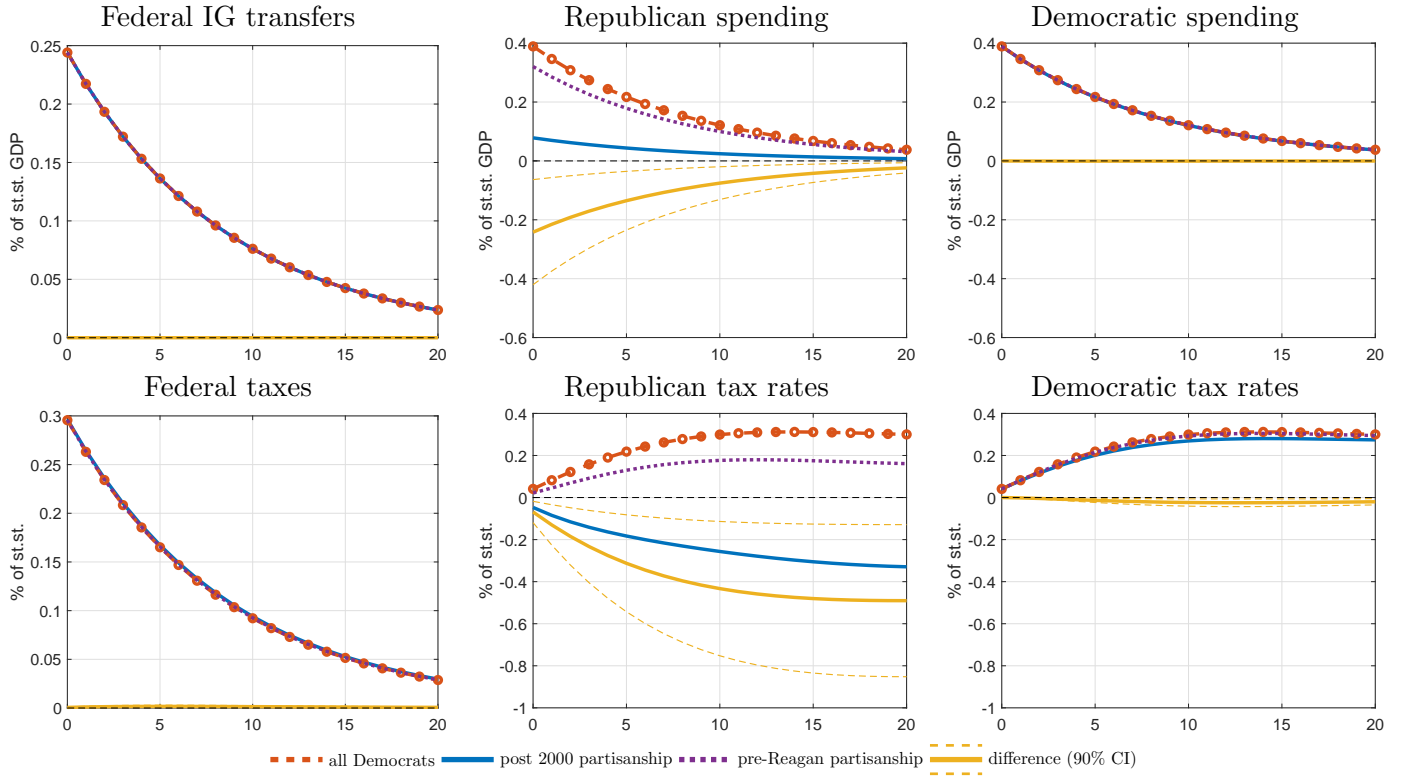 Federal IG transfers
Republican spending
Democratic spending
% of st.st. GDP
0.25
0.2
0.15
0.1
0.05
0
0 5 10 15 20
% of st.st. GDP
0.4
0.2
0
-0.2
-0.4
-0.6
0 5 10 15 20
% of st.st. GDP
0.4
0.2
0
-0.2
-0.4
-0.6
0 5 10 15 20
Federal taxes
Republican tax rates
Democratic tax rates
% of st.st.
0.3
0.25
0.2
0.15
0.1
0.05
0
0 5 10 15 20
% of st.st.
0.4
0.2
0
-0.2
-0.4
-0.6
-0.8
-1
0 5 10 15 20
% of st.st.
0.4
0.2
0
-0.2
-0.4
-0.6
-0.8
-1
0 5 10 15 20
all Democrats post 2000 partisanship pre-Reagan partisanship difference (90% CI)